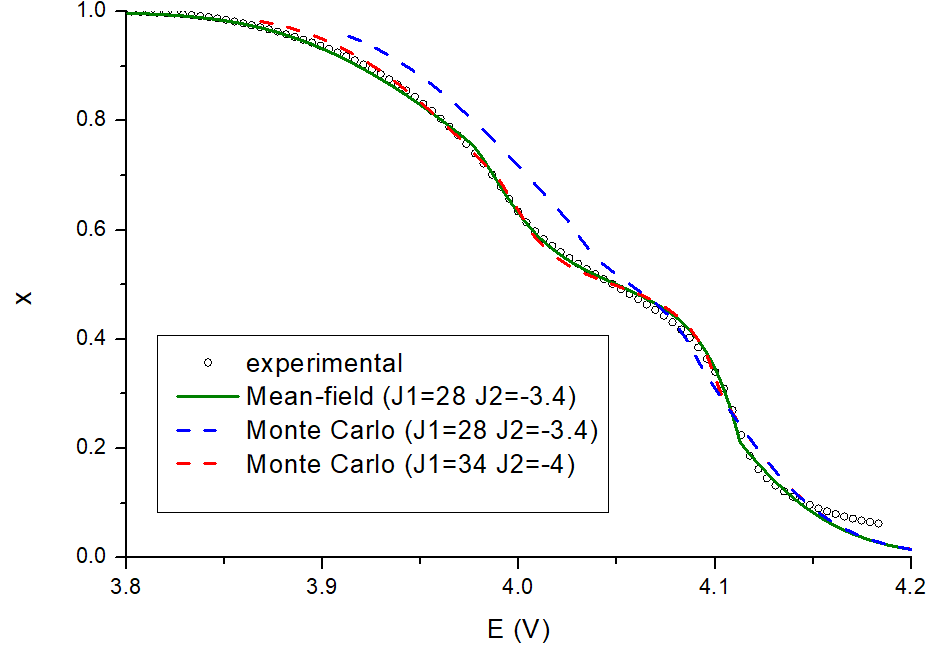 1.0
0.8
0.6
0.4
0.2
0.0
x
experimental
Mean-field (J1=28 J2=-3.4)
Monte Carlo (J1=28 J2=-3.4)
Monte Carlo (J1=34 J2=-4)
3.8 3.9 4.0 4.1 4.2
E (V)